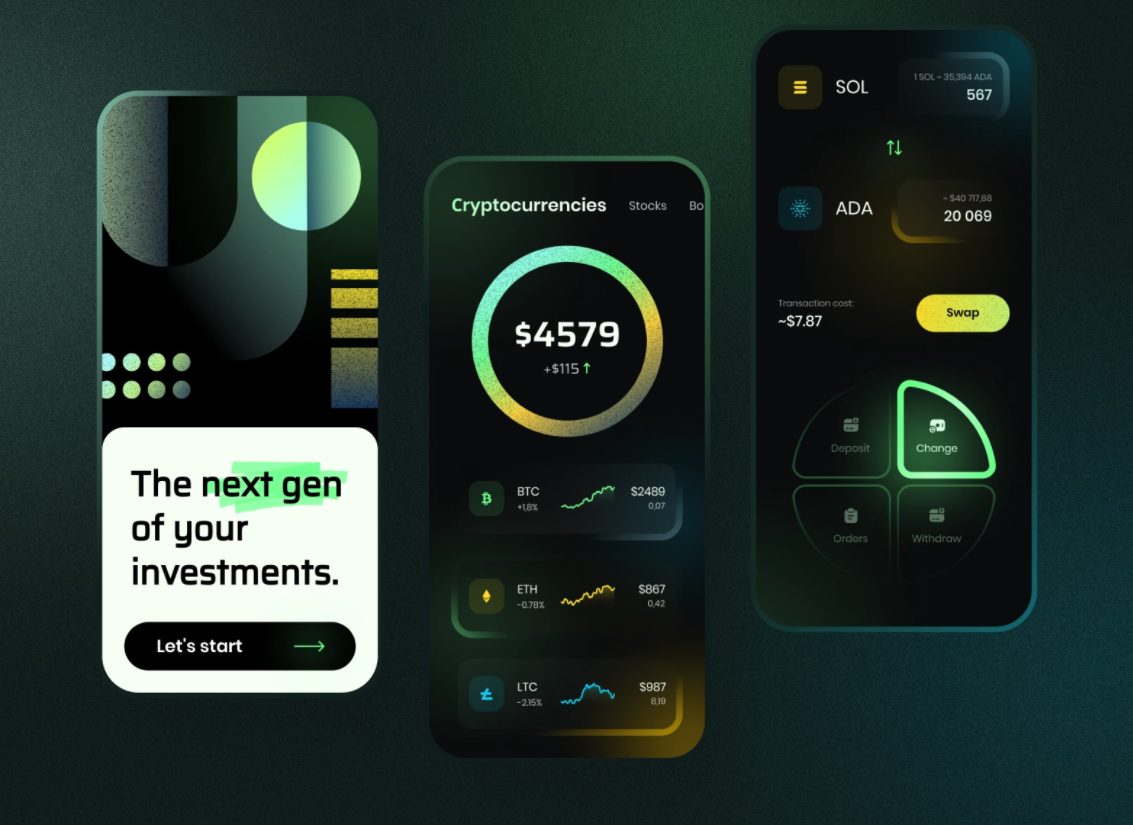 The next gen
of your
investments.
Let's start
Cryptocurrencies Stocks Bo
$4579
+$115 ↑
BTC $2489
+1,8% 0,07
ETH $867
-0.78% 0,42
LTC $987
-2.15% 8,19
1 SOL ~ 35,394 ADA
SOL 567
~ $40 717,68
ADA 20 069
Transaction cost:
~$7.87
Swap
Deposit Change
Orders Withdraw